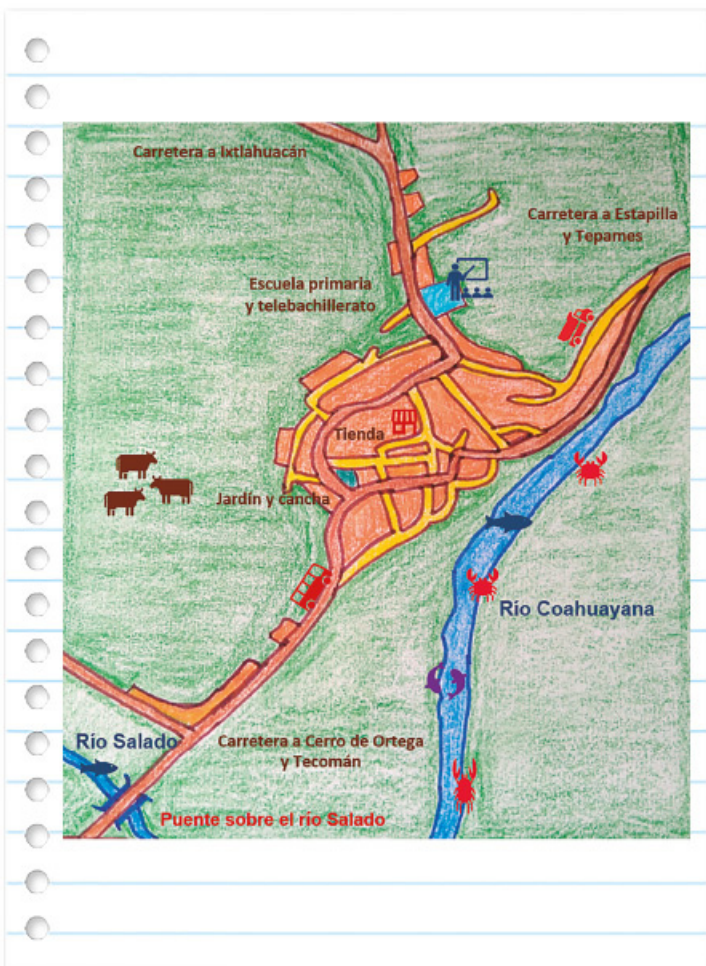 Carretera a Ixtlahuacán
Carretera a Estapilla
y Tepames
Escuela primaria
y telebachillerato
Tienda
Jardín y cancha
Río Coahuayana
Río Salado
Carretera a Cerro de Ortega
y Tecomán
Puente sobre el río Salado